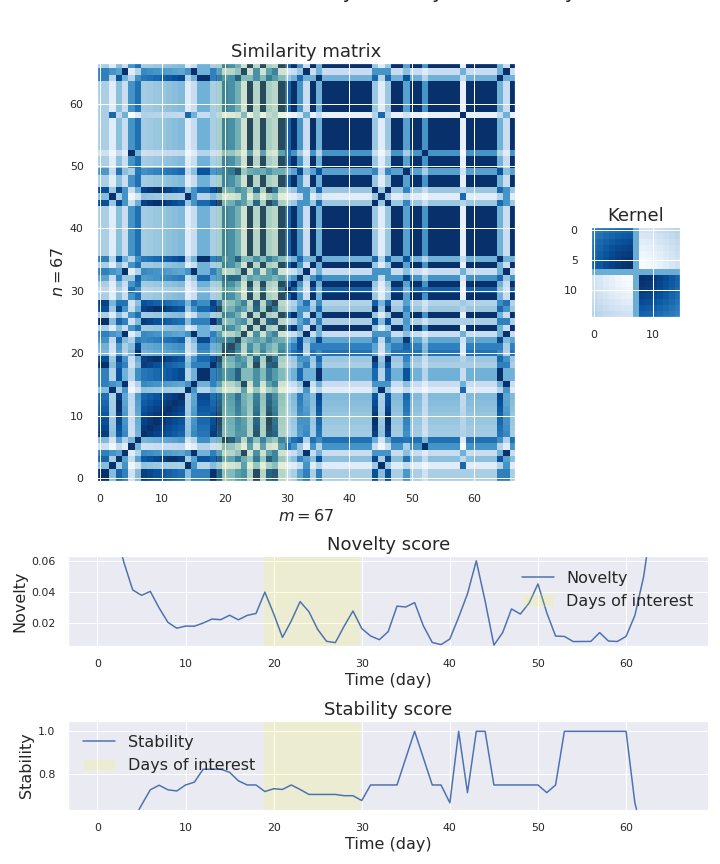 Similarity matrix
60
50
40
30
20
10
0
n = 67
0 10 20 30 40 50 60
m = 67
Kernel
0
5
10
0 10
Novelty score
0.06
0.04
0.02
Novelty
Novelty
Days of interest
0 10 20 30 40 50 60
Time (day)
Stability score
1.0
0.8
Stability
Stability
Days of interest
0 10 20 30 40 50 60
Time (day)